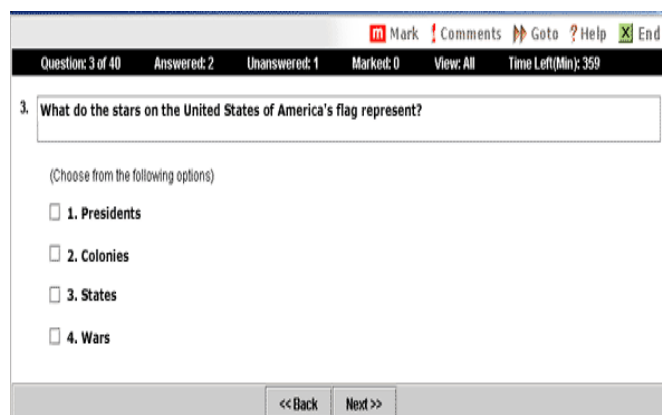 m Mark ! Comments Goto ? Help X End
Question: 3 of 40 Answered: 2 Unanswered: 1 Marked: 0 View: All Time Left(Min): 359
3. What do the stars on the United States of America's flag represent?
(Choose from the following options)
1. Presidents
2. Colonies
3. States
4. Wars
<< Back Next >>